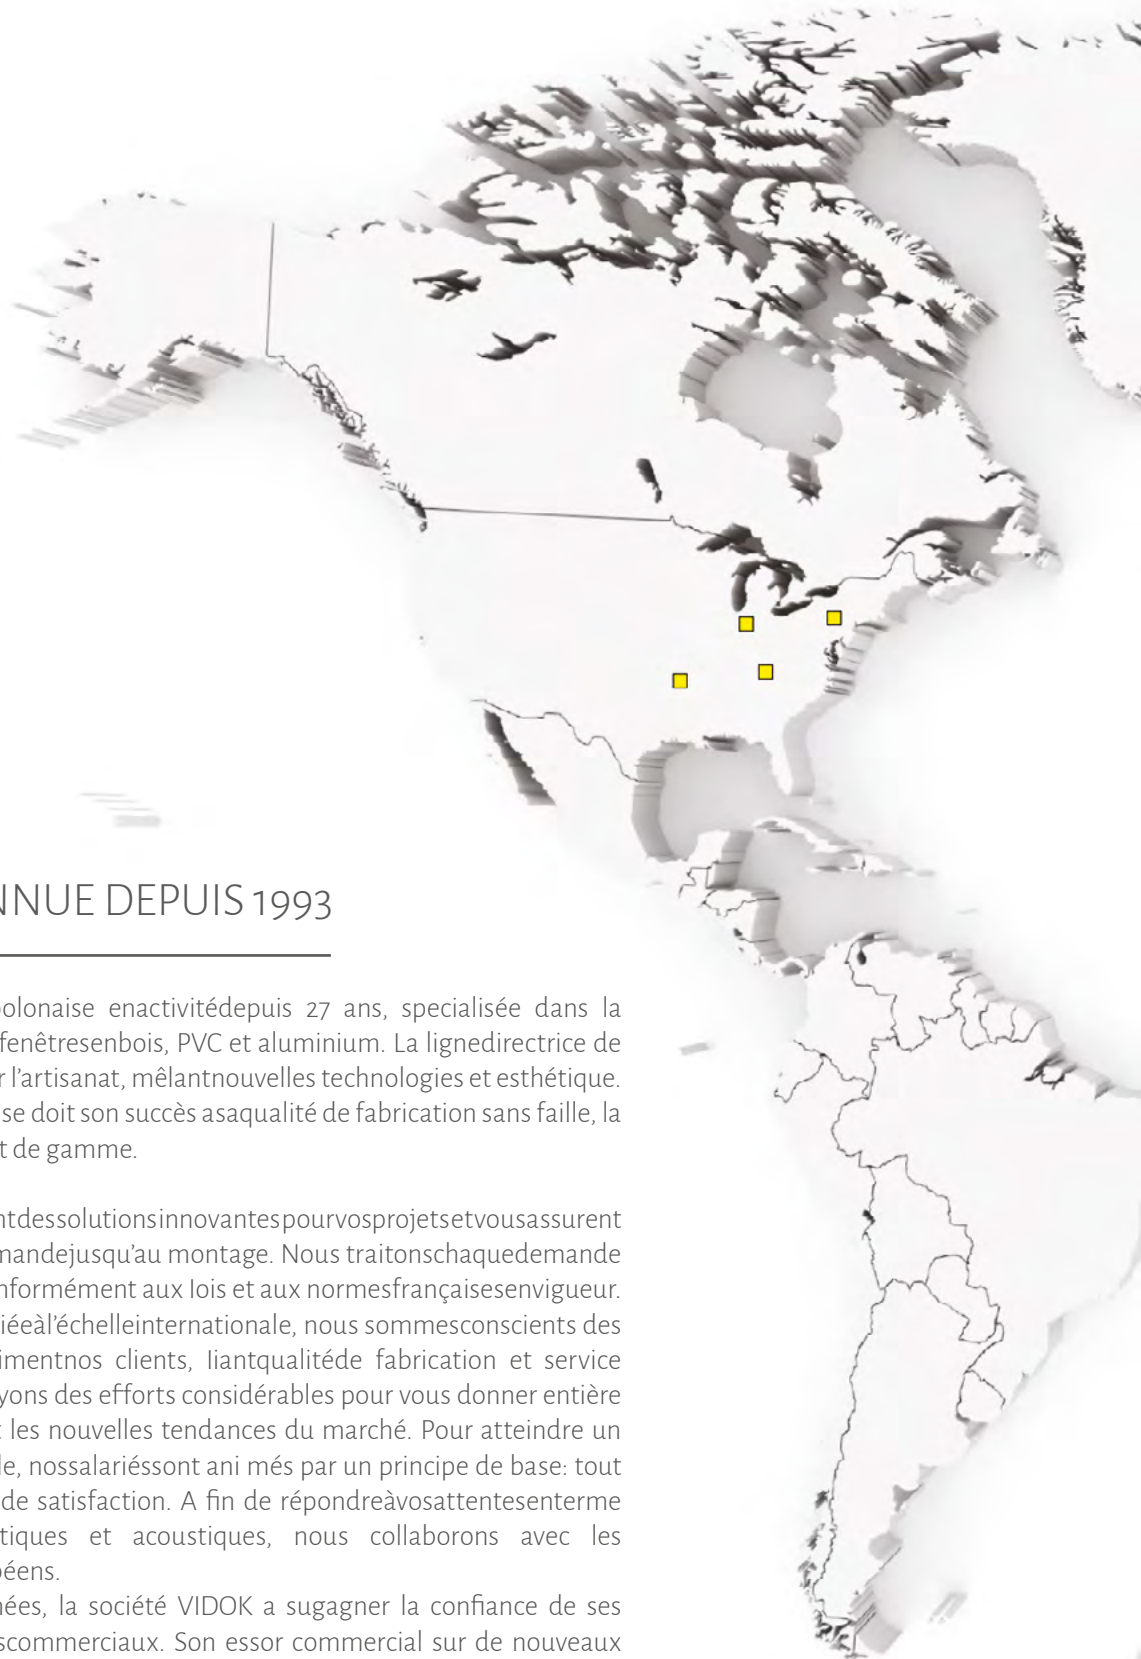 NNUE DEPUIS 1993
polonaise enactivitédepuis 27 ans, specialisée dans la
fenêtresenbois, PVC et aluminium. La lignedirectrice de
r l'artisanat, mêlantnouvelles technologies et esthétique.
se doit son succès asaqualité de fabrication sans faille, la
t de gamme.
ntdessolutionsinnovantespourvosprojetsetvousassurent
mandejusqu'au montage. Nous traitonschaquedemande
nformément aux lois et aux normesfrançaisesenvigueur.
iéeàl'échelleinternationale, nous sommesconscients des
imentnos clients, liantqualitéde fabrication et service
yons des efforts considérables pour vous donner entière
t les nouvelles tendances du marché. Pour atteindre un
le, nossalariéssont ani més par un principe de base: tout
de satisfaction. A fin de répondreàvosattentesenterme
tiques et acoustiques, nous collaborons avec les
péens.
nées, la société VIDOK a sugagner la confiance de ses
scommerciaux. Son essor commercial sur de nouveaux